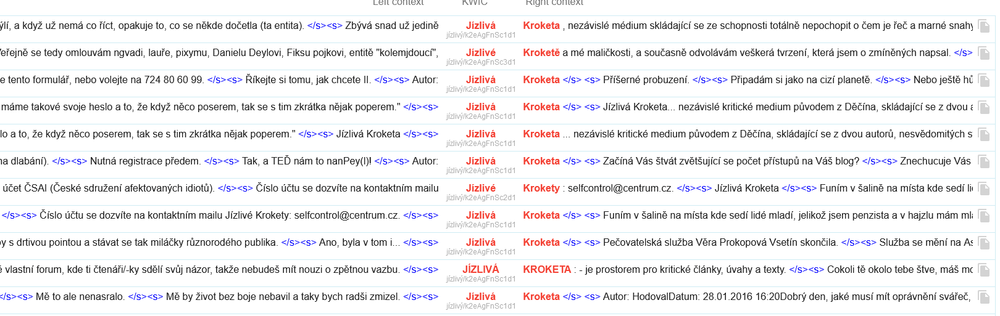 Left context KWIC Right context
ýlí, a když už nemá co říct, opakuje to, co se někde dočetla (ta entita). </s><s> Zbývá snad už jedině Jízlivá Kroketa , nezávislé médium skládající se ze schopnosti totálně nepochopit o čem je řeč a marné snahy
jízlivý/k2eAgFnSc1d1
Veřejně se tedy omlouvám ngvadi, lauře, pixymu, Danielu Deylovi, Fiksu pojkovi, entitě "kolemjdoucí", Jízlivé Kroketě a mé maličkosti, a současně odvolávám veškerá tvrzení, která jsem o zmíněných napsal. </s>
jízlivý/k2eAgFnSc3d1
e tento formulář, nebo volejte na 724 80 60 99. </s><s> Říkejte si tomu, jak chcete II. </s><s> Autor: Jízlivá Kroketa </s> <s> Příšerné probuzení. </s><s> Připadám si jako na cizí planetě. </s><s> Nebo ještě hů
jízlivý/k2eAgFnSc1d1
máme takové svoje heslo a to, že když něco poserem, tak se s tim zkrátka nějak poperem." </s><s> Jízlivá Kroketa </s> <s> Jízlivá Kroketa... nezávislé kritické medium původem z Děčína, skládající se z dvou a
jízlivý/k2eAgFnSc1d1
lo a to, že když něco poserem, tak se s tim zkrátka nějak poperem." </s><s> Jízlivá Kroketa </s><s> Jízlivá Kroketa ... nezávislé kritické medium původem z Děčína, skládající se z dvou autorů, nesvědomitých s
jízlivý/k2eAgFnSc1d1
na dlabání). </s><s> Nutná registrace předem. </s><s> Tak, a TEĎ nám to nanPey(l)! </s><s> Autor: Jízlivá Kroketa </s> <s> Začíná Vás štvát zvětšující se počet přístupů na Váš blog? </s><s> Znechucuje Vás
jízlivý/k2eAgFnSc1d1
účet ČSAI (České sdružení afektovaných idiotů). </s><s> Číslo účtu se dozvíte na kontaktním mailu Jízlivé Krokety : selfcontrol@centrum.cz. </s><s> Jízlivá Kroketa </s><s> Funím v šalině na místa kde sedí lid
jízlivý/k2eAgFnSc2d1
</s><s> Číslo účtu se dozvíte na kontaktním mailu Jízlivé Krokety: selfcontrol@centrum.cz. </s><s> Jízlivá Kroketa </s> <s> Funím v šalině na místa kde sedí lidé mladí, jelikož jsem penzista a v hajzlu mám mla
jízlivý/k2eAgFnSc1d1
by s drtivou pointou a stávat se tak miláčky různorodého publika. </s><s> Ano, byla v tom i... </s><s> Jízlivá Kroketa </s> <s> Pečovatelská služba Věra Prokopová Vsetín skončila. </s><s> Služba se mění na As
jízlivý/k2eAgFnSc1d1
é vlastní forum, kde ti čtenáři/-ky sdělí svůj názor, takže nebudeš mít nouzi o zpětnou vazbu. </s><s> JÍZLIVÁ KROKETA : - je prostorem pro kritické články, úvahy a texty. </s><s> Cokoli tě okolo tebe štve, máš mo
jízlivý/k2eAgFnSc1d1
</s><s> Mě to ale nenasralo. </s><s> Mě by život bez boje nebavil a taky bych radši zmizel. </s><s> Jízlivá Kroketa </s> <s> Autor: HodovalDatum: 28.01.2016 16:20Dobrý den, jaké musí mít oprávnění svářeč,
jízlivý/k2eAgFnSc1d1